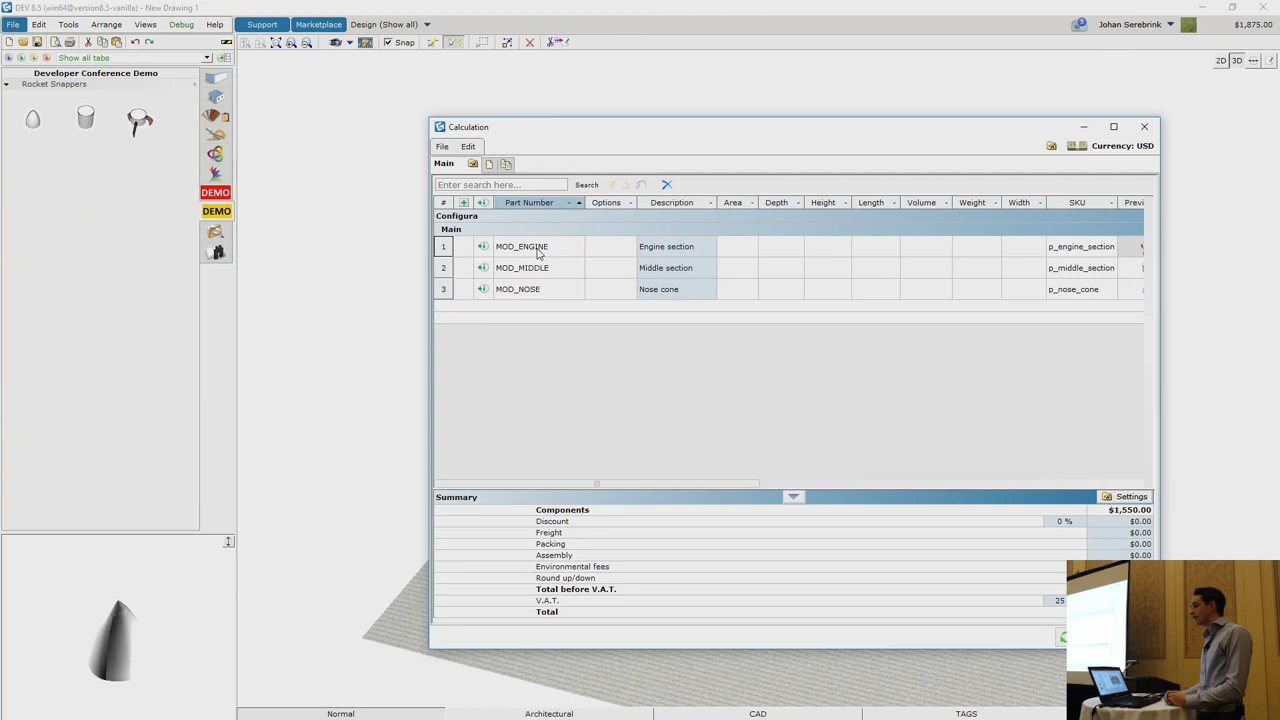 DEV 8.5 (win64@version8.5-vanilla) - New Drawing 1
File Edit Tools Arrange Views Debug Help Support Marketplace Design (Show all) 3 Johan Serebrink $1,875.00
Snap
Show all tabs
2D 3D
Developer Conference Demo
Rocket Snappers
DEMO
DEMO
Calculation
File Edit Currency: USD
Main
Enter search here... Search
# Part Number Options Description Area Depth Height Length Volume Weight Width SKU Previ
Configura
Main
1 MOD_ENGINE Engine section p_engine_section
2 MOD_MIDDLE Middle section p_middle_section
3 MOD_NOSE Nose cone p_nose_cone
Summary Settings
Components $1,550.00
Discount 0 % $0.00
Freight $0.00
Packing $0.00
Assembly $0.00
Environmental fees
Round up/down
Total before V.A.T.
V.A.T. 25
Total
Normal Architectural CAD TAGS